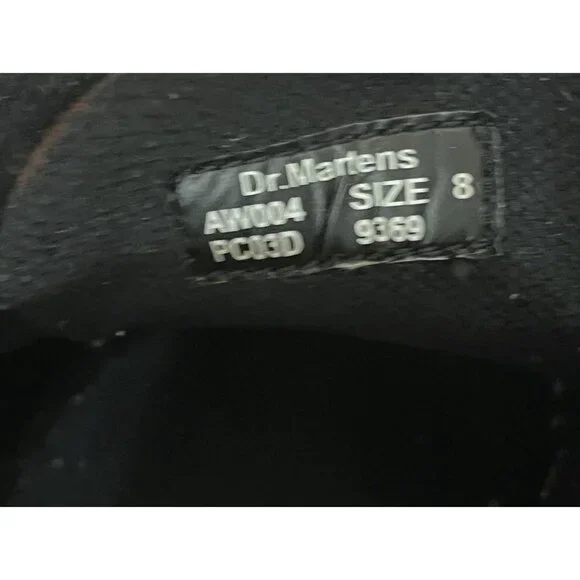 Dr.Martens
AW004 SIZE 8
PC03D 9369